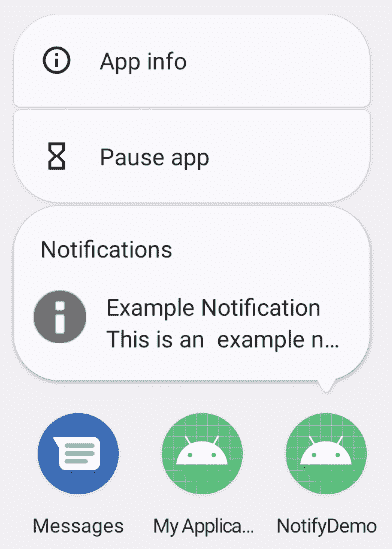 App info
Pause app
Notifications
Example Notification
This is an  example n...
Messages
My Applica...
NotifyDemo